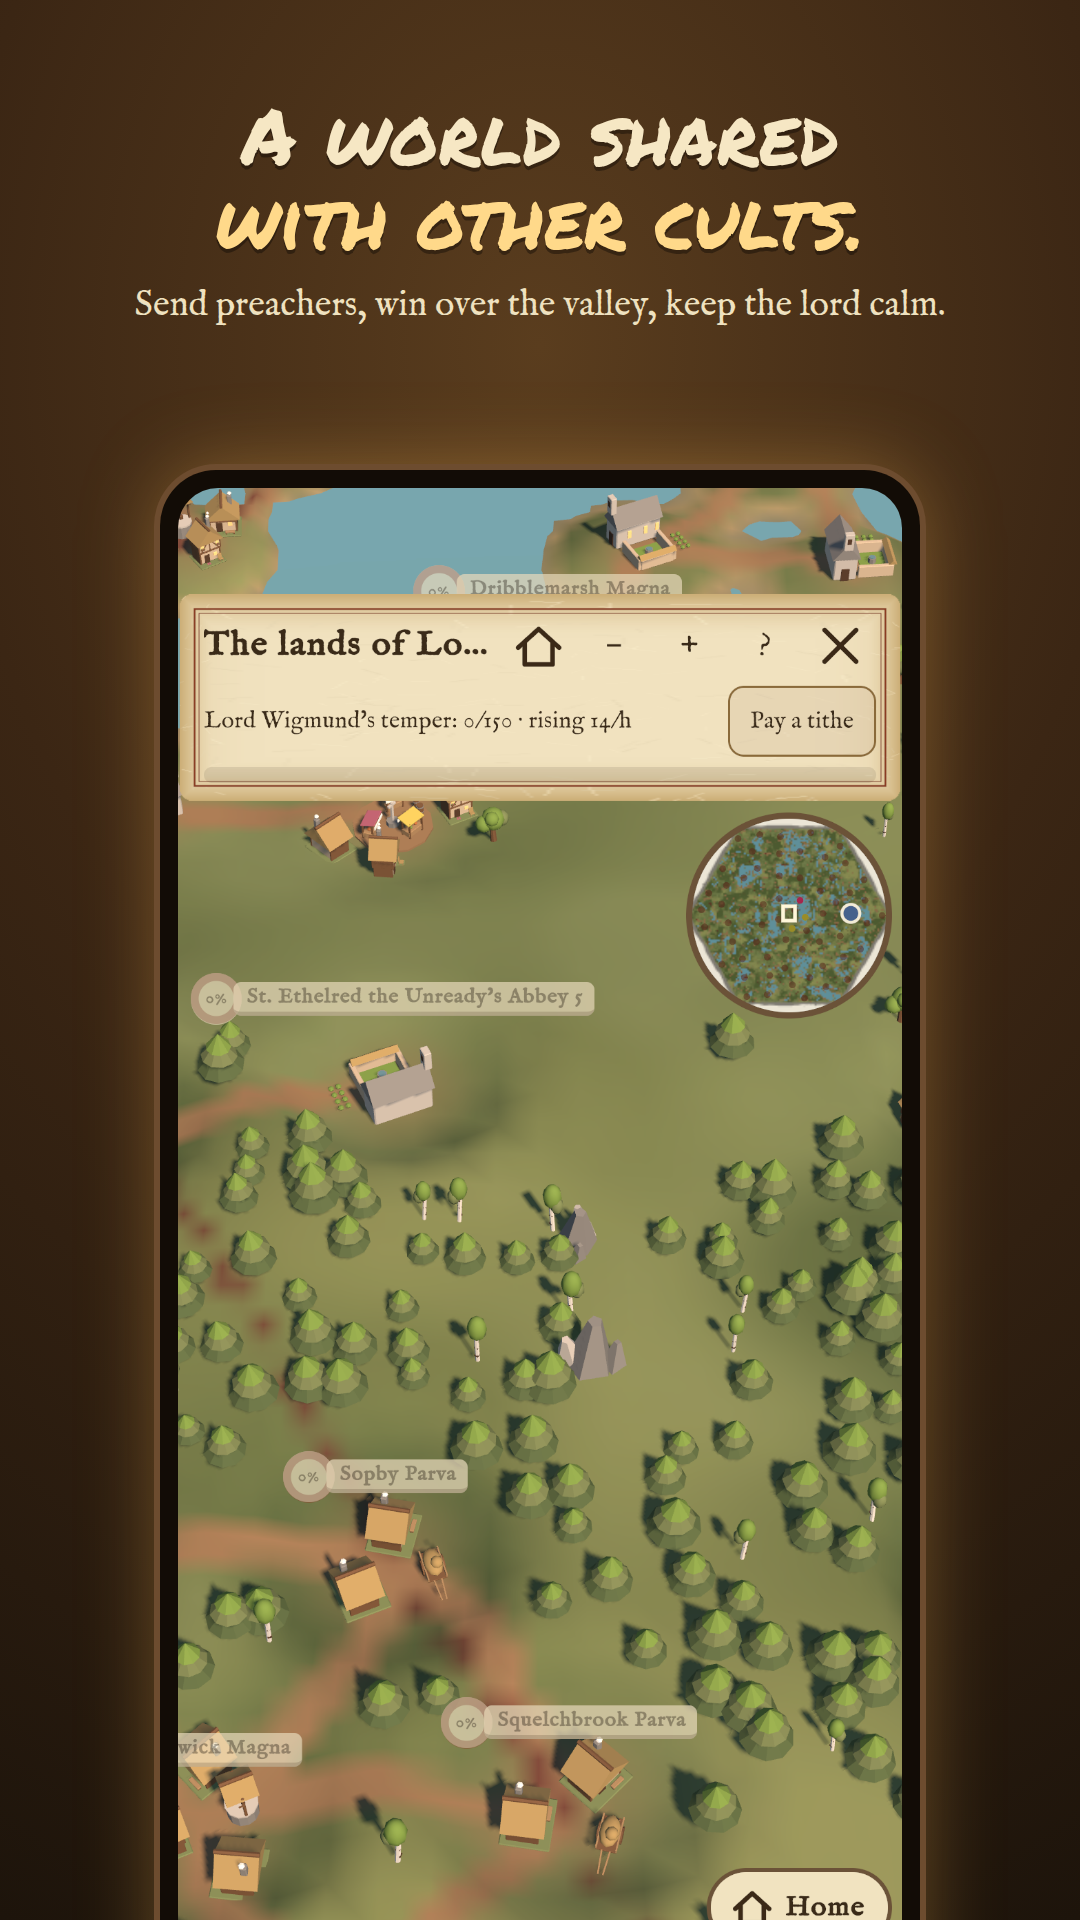 A WORLD SHARED
WITH OTHER CULTS.
Send preachers, win over the valley, keep the lord calm.
0% Dribblemarsh Magna
The lands of Lo... − + ? 
Lord Wigmund's temper: 0/150 · rising 14/h
Pay a tithe
0% St. Ethelred the Unready's Abbey 5
0% Sopby Parva
0% Squelchbrook Parva
wick Magna
Home